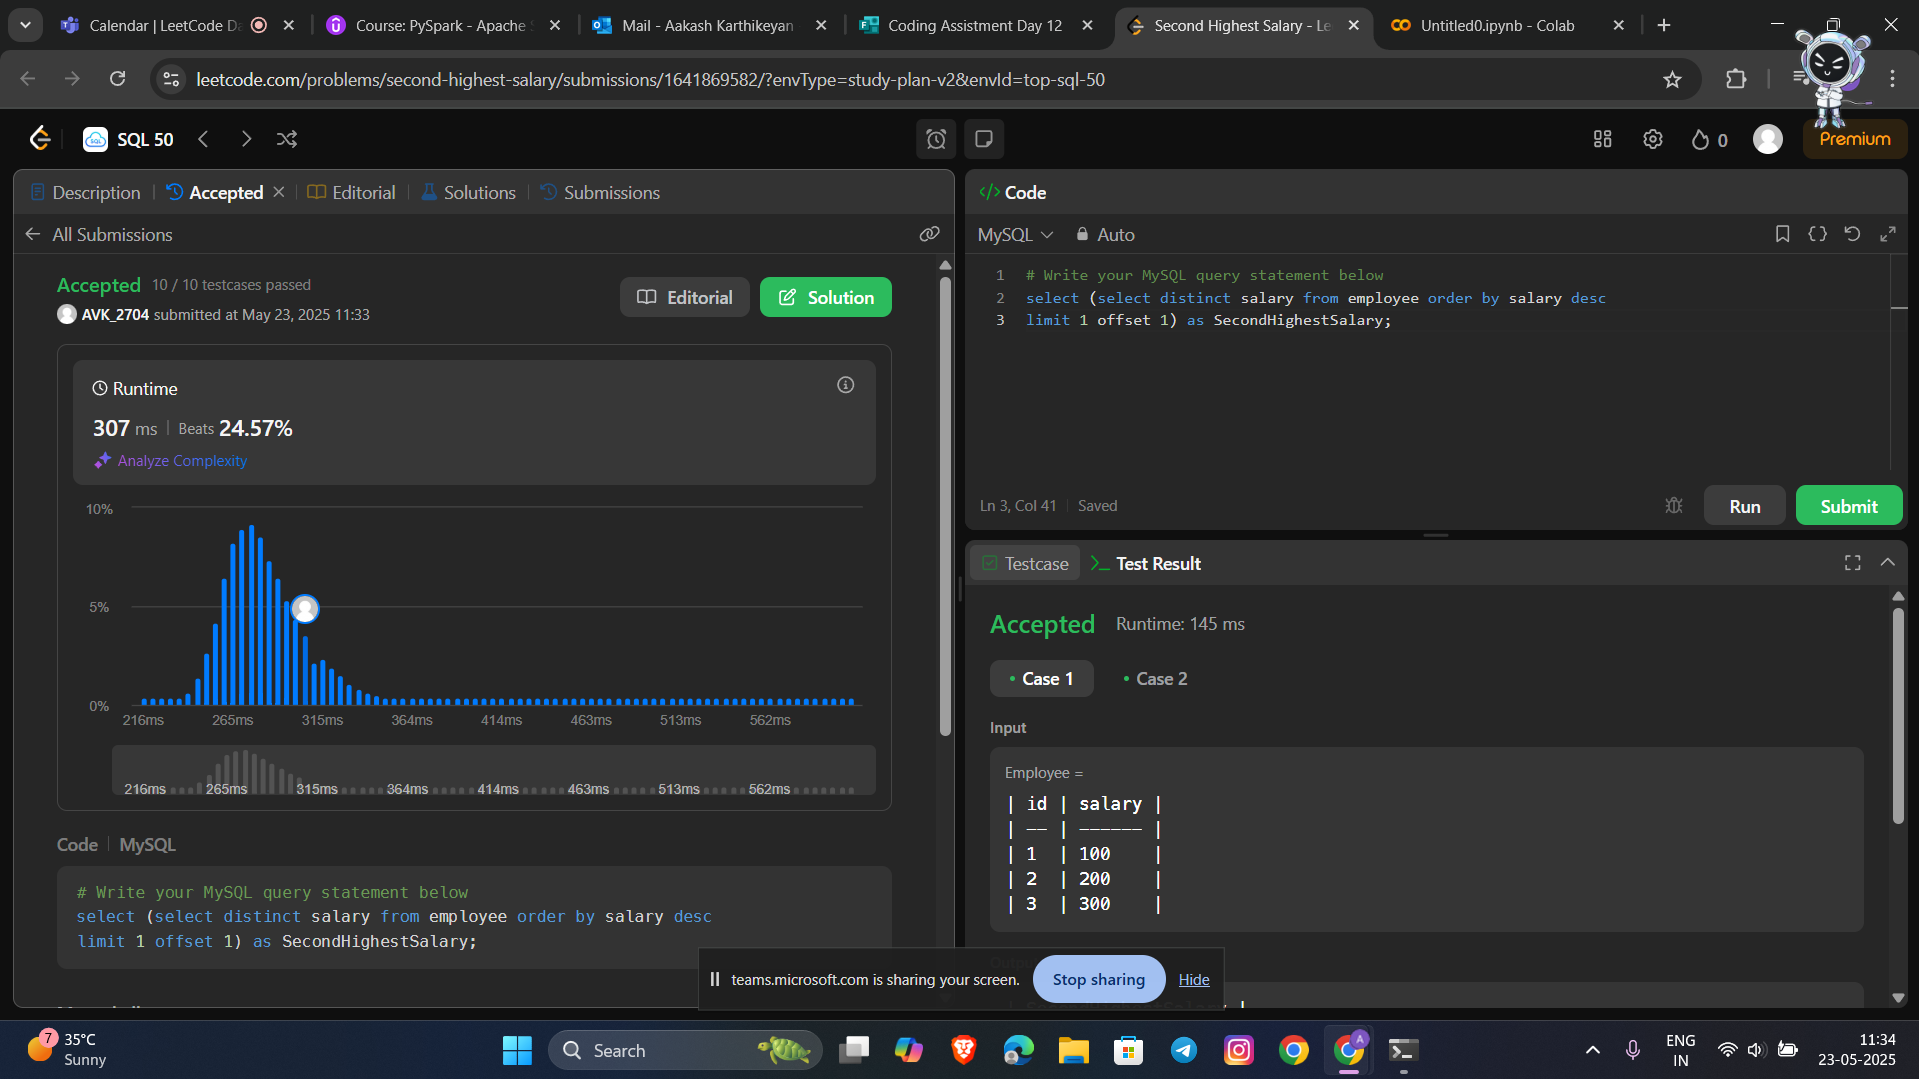 Calendar | LeetCode Da
Course: PySpark - Apache S
Mail - Aakash Karthikeyan
Coding Assistment Day 12
Second Highest Salary - Le
Untitled0.ipynb - Colab
leetcode.com/problems/second-highest-salary/submissions/1641869582/?envType=study-plan-v2&envId=top-sql-50
SQL 50
0
Premium
Description
Accepted
Editorial
Solutions
Submissions
All Submissions
Accepted 10 / 10 testcases passed
AVK_2704 submitted at May 23, 2025 11:33
Editorial
Solution
Runtime
307 ms | Beats 24.57%
Analyze Complexity
10%
5%
0%
216ms 265ms 315ms 364ms 414ms 463ms 513ms 562ms
216ms 265ms 315ms 364ms 414ms 463ms 513ms 562ms
Code | MySQL
# Write your MySQL query statement below
select (select distinct salary from employee order by salary desc
limit 1 offset 1) as SecondHighestSalary;
</> Code
MySQL Auto
1 # Write your MySQL query statement below
2 select (select distinct salary from employee order by salary desc
3 limit 1 offset 1) as SecondHighestSalary;
Ln 3, Col 41 | Saved
Run
Submit
Testcase
Test Result
Accepted Runtime: 145 ms
Case 1
Case 2
Input
Employee =
| id | salary |
| -- | ------ |
| 1 | 100 |
| 2 | 200 |
| 3 | 300 |
teams.microsoft.com is sharing your screen.
Stop sharing
Hide
7
35°C
Sunny
Search
A
ENG
IN
11:34
23-05-2025